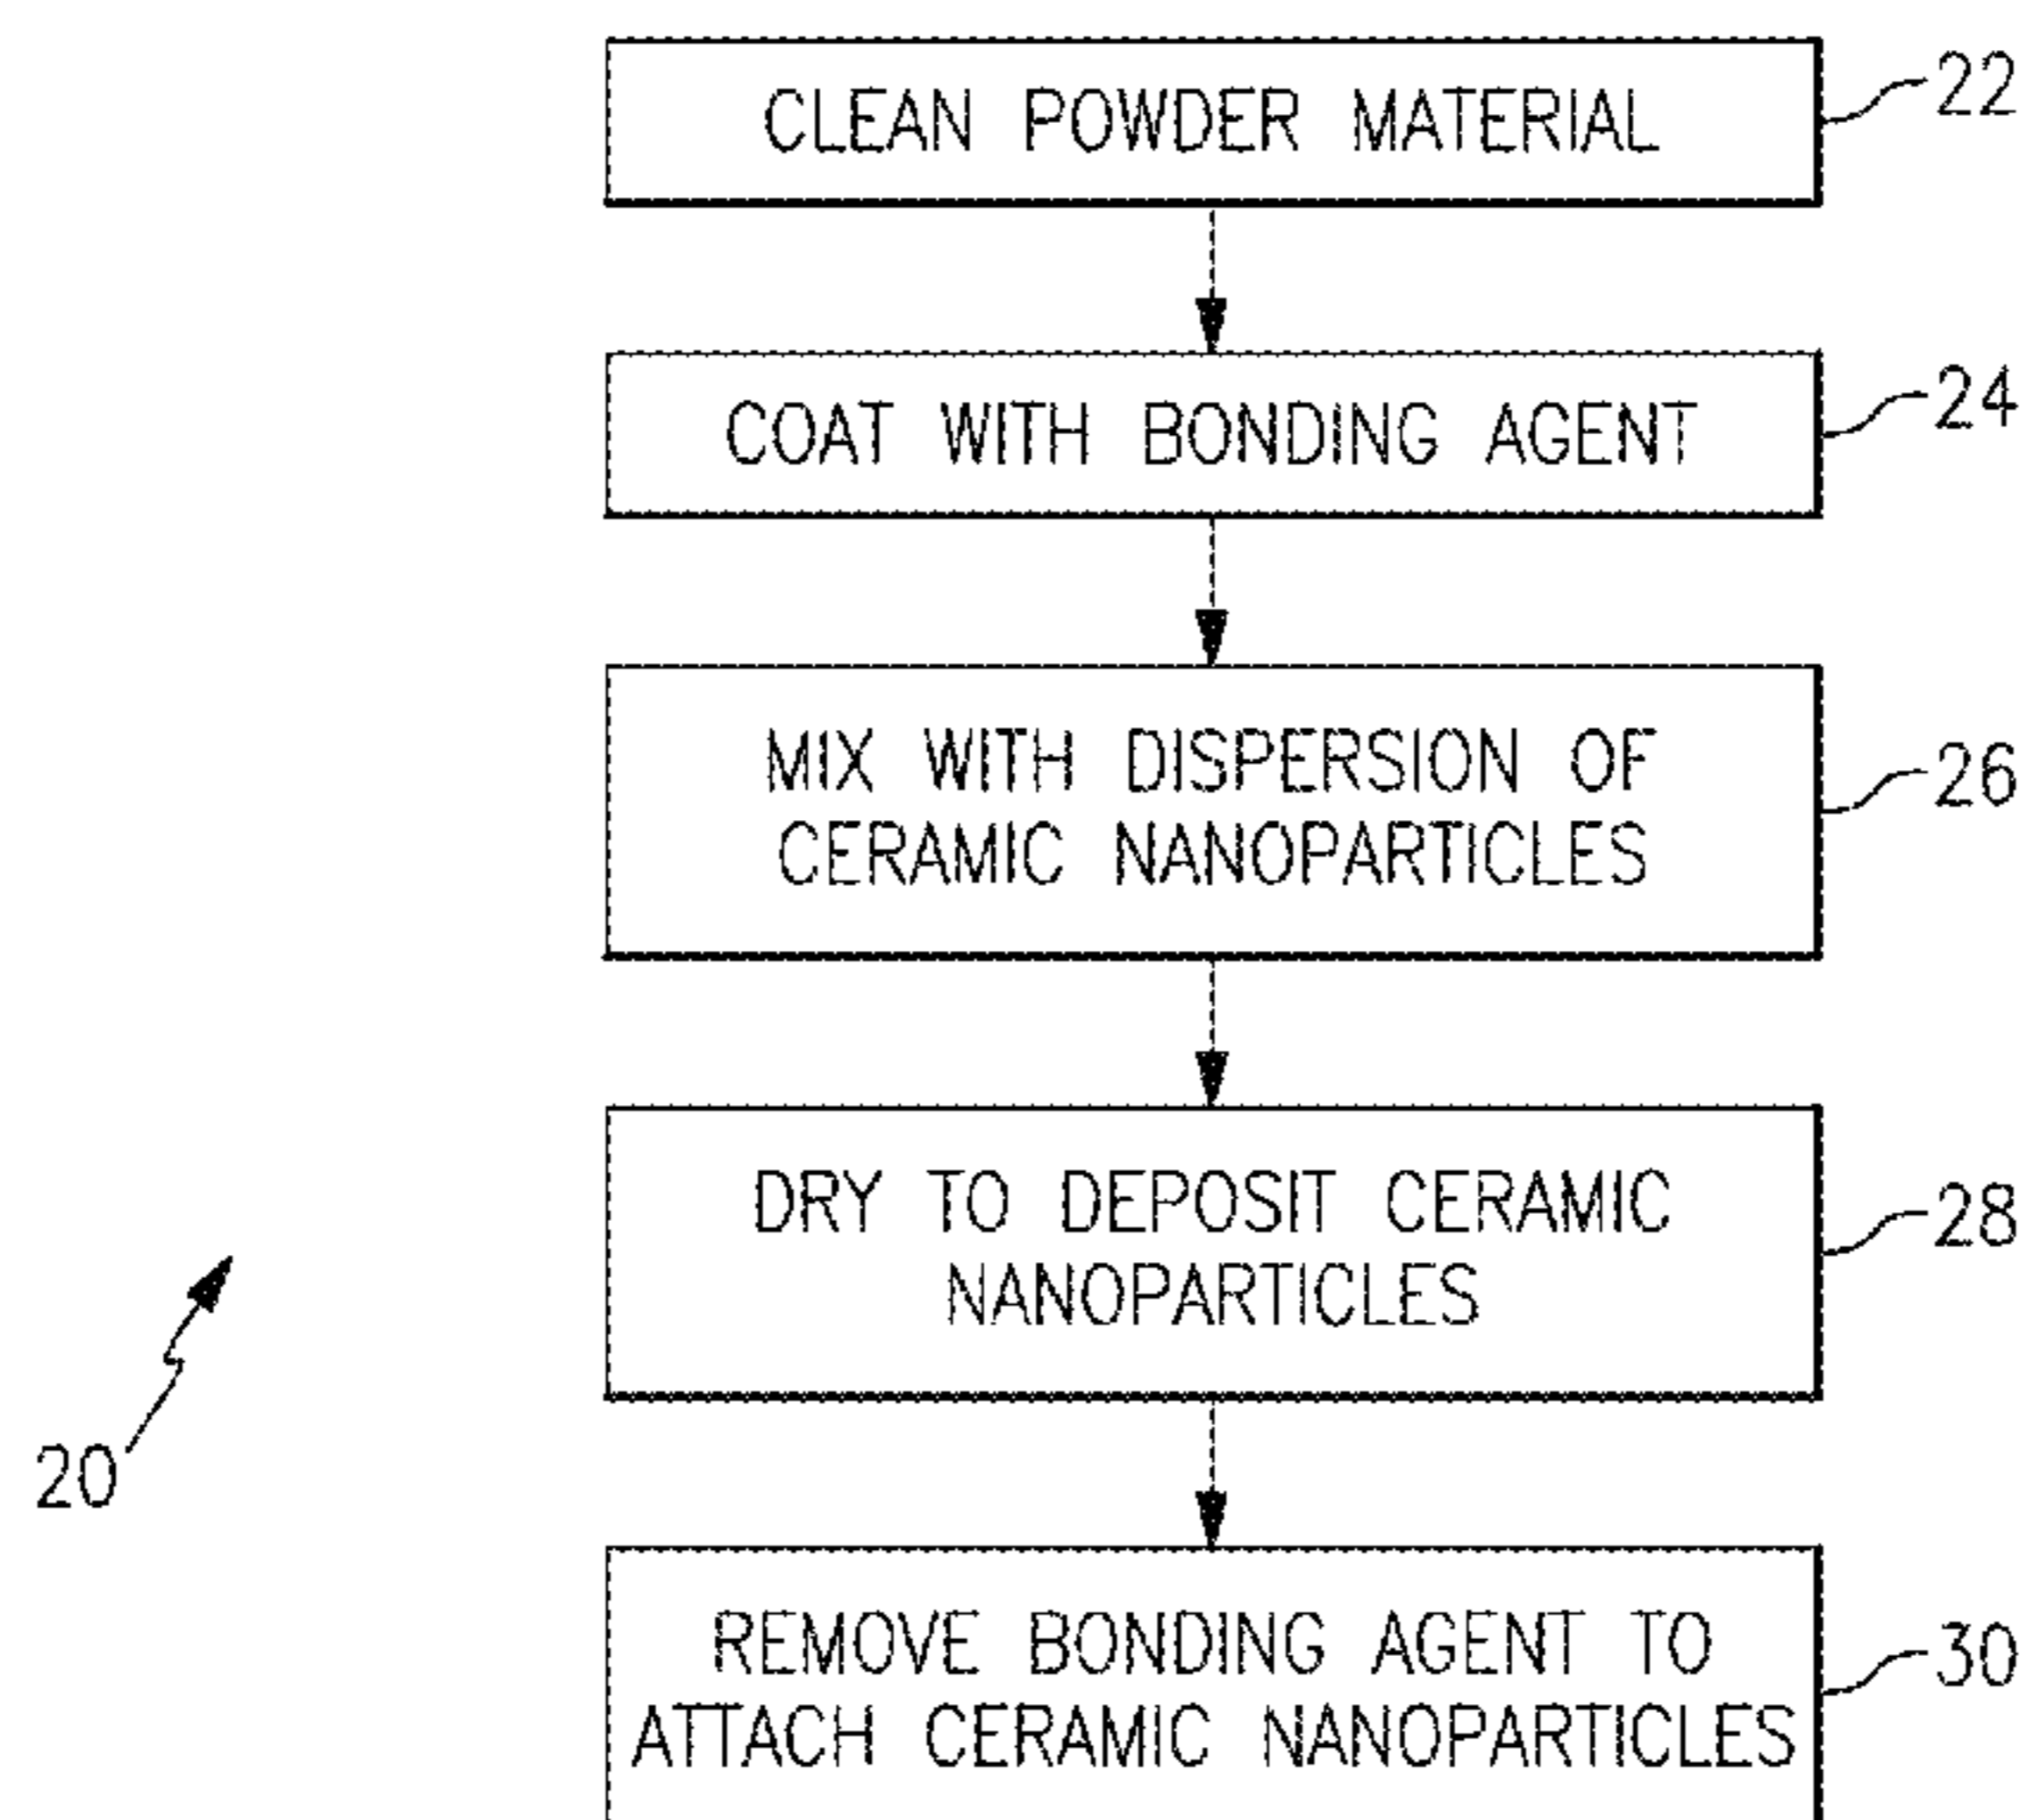 CLEAN POWDER MATERIAL
22
COAT WITH BONDING AGENT
24
MIX WITH DISPERSION OF
CERAMIC NANOPARTICLES
26
DRY TO DEPOSIT CERAMIC
NANOPARTICLES
28
20
REMOVE BONDING AGENT TO
ATTACH CERAMIC NANOPARTICLES
30